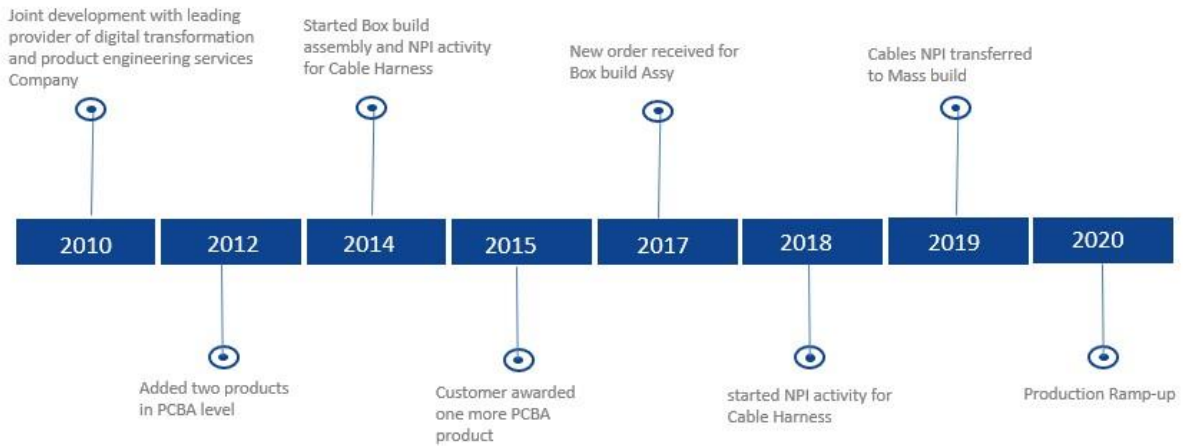 Joint development with leading
provider of digital transformation
and product engineering services
Company
Started Box build
assembly and NPI activity
for Cable Harness
New order received for
Box build Assy
Cables NPI transferred
to Mass build
2010
2012
2014
2015
2017
2018
2019
2020
Added two products
in PCBA level
Customer awarded
one more PCBA
product
started NPI activity for
Cable Harness
Production Ramp-up